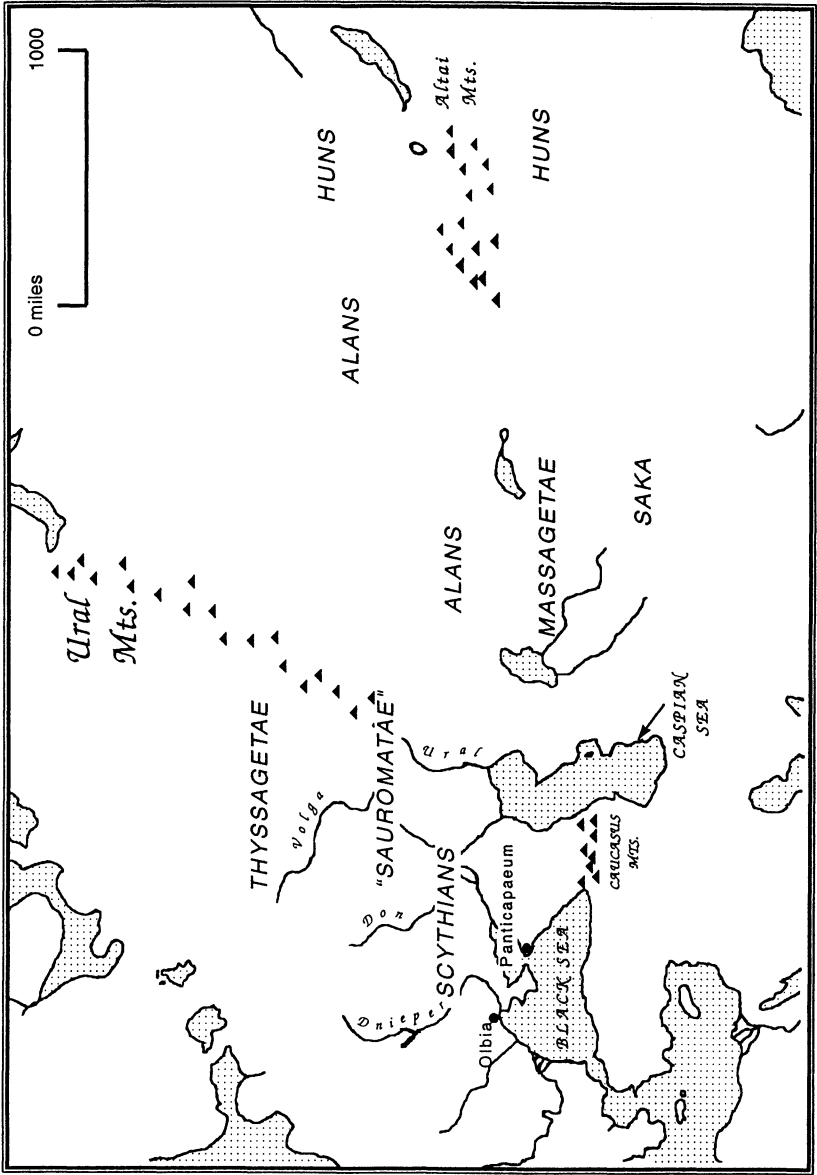 0 miles
1000
Ural
Mts.
THYSSAGETAE
Volga
"SAUROMATAE"
Ural
Don
Dnieper
SCYTHIANS
Olbia
Panticapaeum
BLACK SEA
CAUCASUS
MTS.
CASPIAN
SEA
ALANS
MASSAGETAE
SAKA
ALANS
HUNS
Altai
Mts.
HUNS